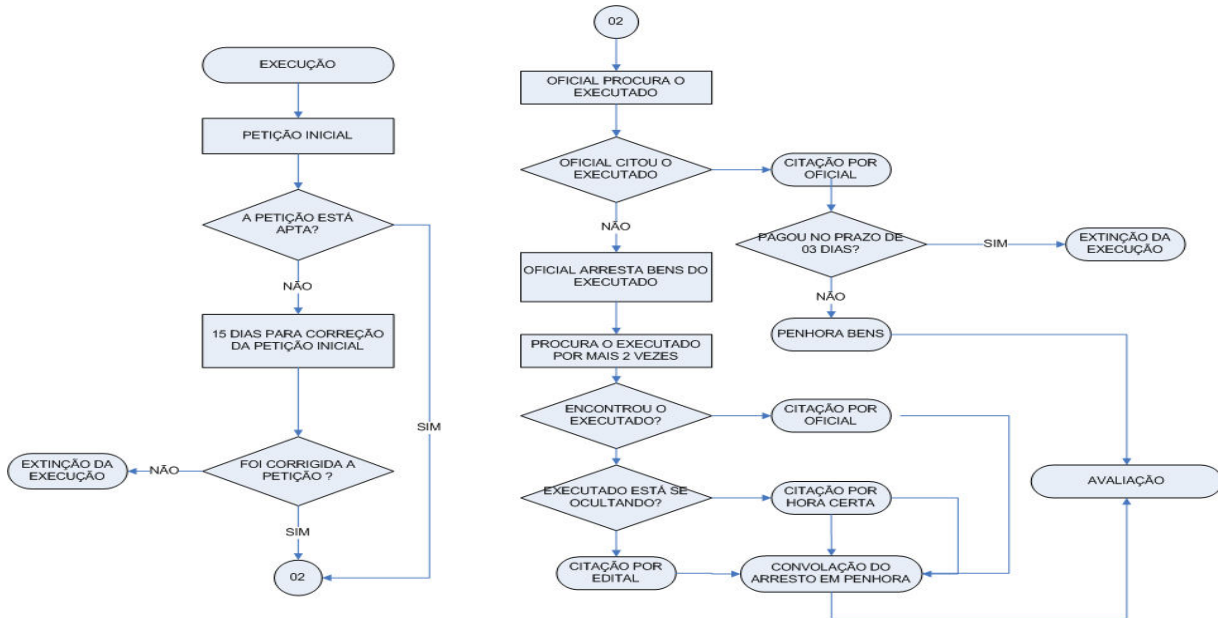 EXECUÇÃO
PETIÇÃO INICIAL
A PETIÇÃO ESTÁ
APTA?
NÃO
15 DIAS PARA CORREÇÃO
DA PETIÇÃO INICIAL
SIM
FOI CORRIGIDA A
PETIÇÃO ?
NÃO
EXTINÇÃO DA
EXECUÇÃO
SIM
02
02
OFICIAL PROCURA O
EXECUTADO
OFICIAL CITOU O
EXECUTADO
CITAÇÃO POR
OFICIAL
NÃO
PAGOU NO PRAZO DE
03 DIAS?
SIM
EXTINÇÃO DA
EXECUÇÃO
OFICIAL ARRESTA BENS DO
EXECUTADO
NÃO
PENHORA BENS
PROCURA O EXECUTADO
POR MAIS 2 VEZES
ENCONTROU O
EXECUTADO?
CITAÇÃO POR
OFICIAL
EXECUTADO ESTÁ SE
OCULTANDO?
CITAÇÃO POR
HORA CERTA
AVALIAÇÃO
CITAÇÃO POR
EDITAL
CONVOLAÇÃO DO
ARRESTO EM PENHORA